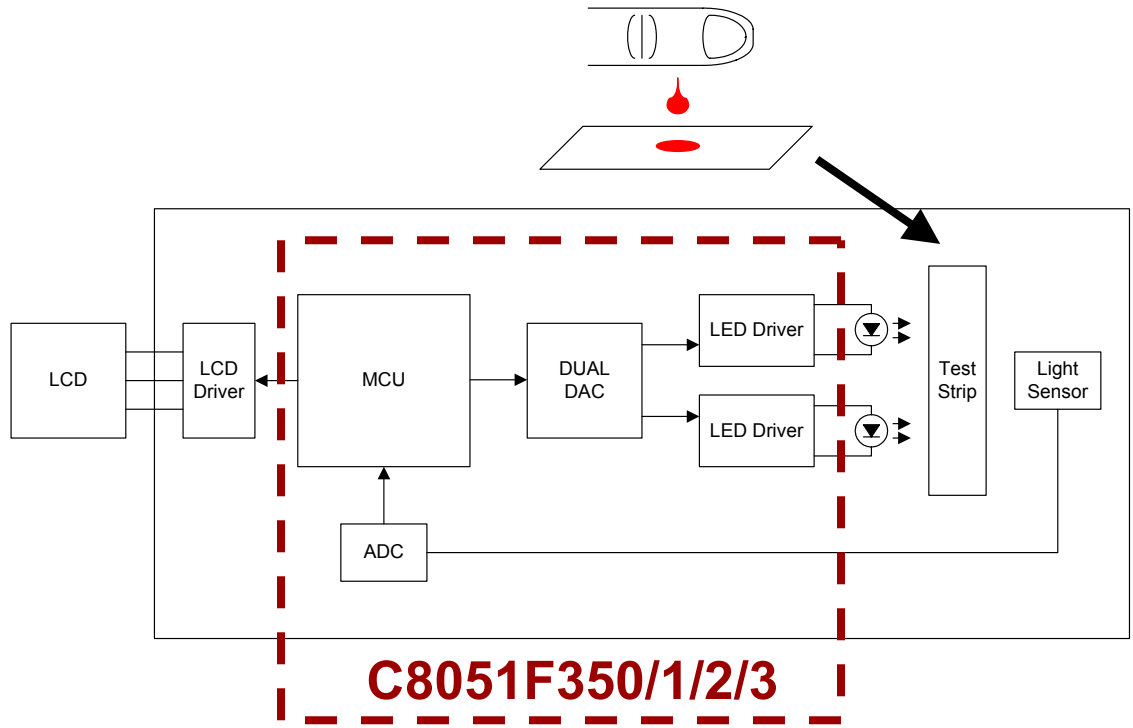 LCD
LCD
Driver
MCU
DUAL
DAC
LED Driver
LED Driver
Test
Strip
Light
Sensor
ADC
C8051F350/1/2/3